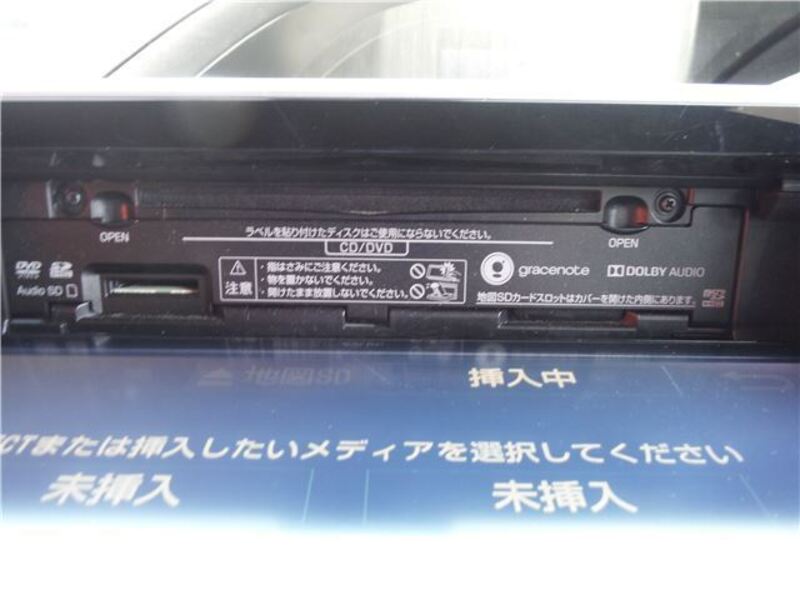 ラベルを貼り付けたディスクはご使用にならないでください。
OPEN
CD/DVD
OPEN
DVD
Audio SD
注意
・指はさみにご注意ください。
・物を置かないでください。
・開けたまま放置しないでください。
gracenote
DOLBY AUDIO
地図SDカードスロットはカバーを開けた内側にあります。
地図SD
挿入中
CTまたは挿入したいメディアを選択してください
未挿入
未挿入